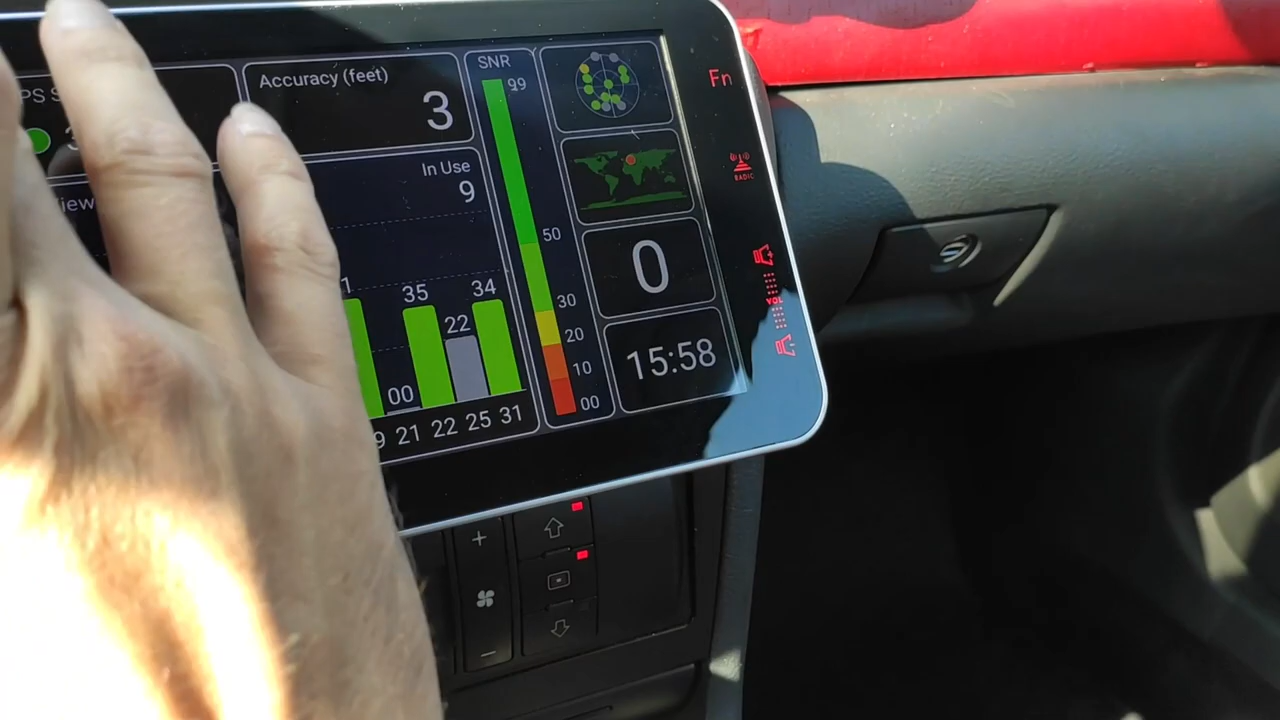 PS S
Accuracy (feet)
3
iew
In Use
9
1
35
34
22
00
9 21 22 25 31
SNR
99
50
30
20
10
00
0
15:58
Fn
RADIO
VOL
+
−